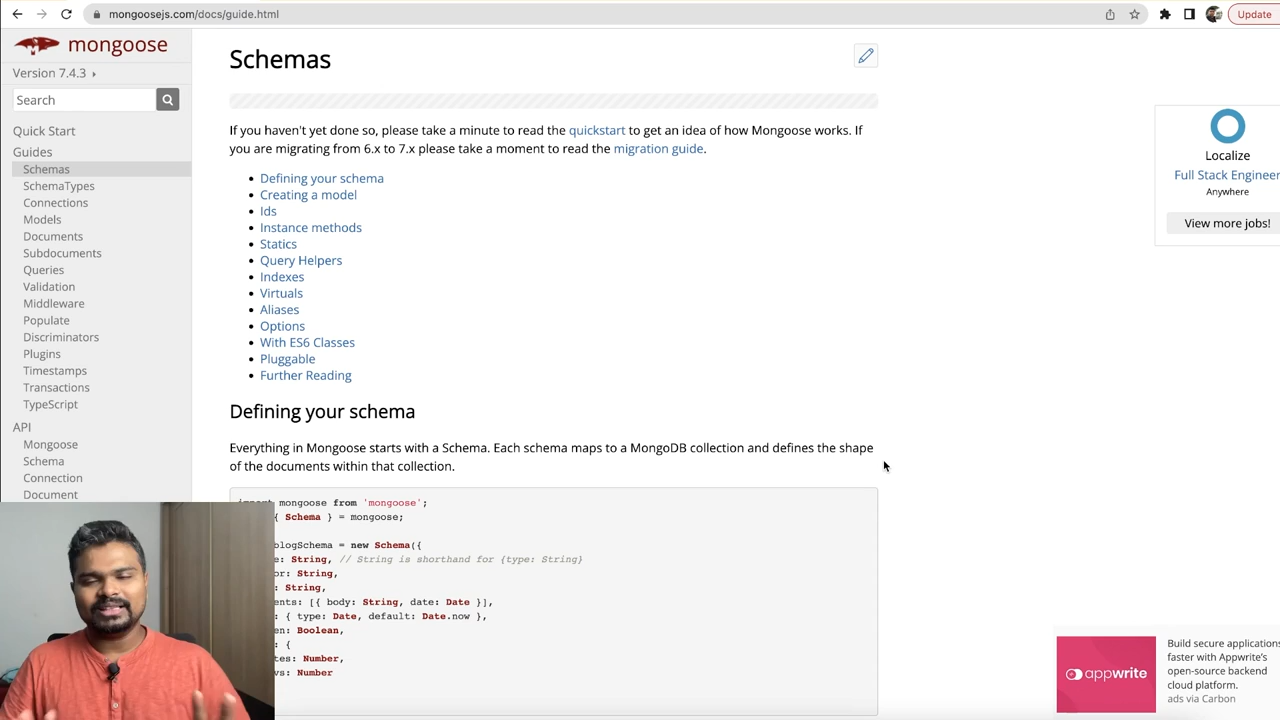 mongoosejs.com/docs/guide.html
Update
mongoose
Version 7.4.3
Search
Quick Start
Guides
Schemas
SchemaTypes
Connections
Models
Documents
Subdocuments
Queries
Validation
Middleware
Populate
Discriminators
Plugins
Timestamps
Transactions
TypeScript
API
Mongoose
Schema
Connection
Document
Schemas
If you haven't yet done so, please take a minute to read the quickstart to get an idea of how Mongoose works. If
you are migrating from 6.x to 7.x please take a moment to read the migration guide.
Defining your schema
Creating a model
Ids
Instance methods
Statics
Query Helpers
Indexes
Virtuals
Aliases
Options
With ES6 Classes
Pluggable
Further Reading
Defining your schema
Everything in Mongoose starts with a Schema. Each schema maps to a MongoDB collection and defines the shape
of the documents within that collection.
import mongoose from 'mongoose';
{ Schema } = mongoose;
blogSchema = new Schema({
e: String, // String is shorthand for {type: String}
or: String,
: String,
ents: [{ body: String, date: Date }],
: { type: Date, default: Date.now },
en: Boolean,
: {
tes: Number,
vs: Number
Localize
Full Stack Engineer
Anywhere
View more jobs!
appwrite
Build secure applications
faster with Appwrite's
open-source backend
cloud platform.
ads via Carbon